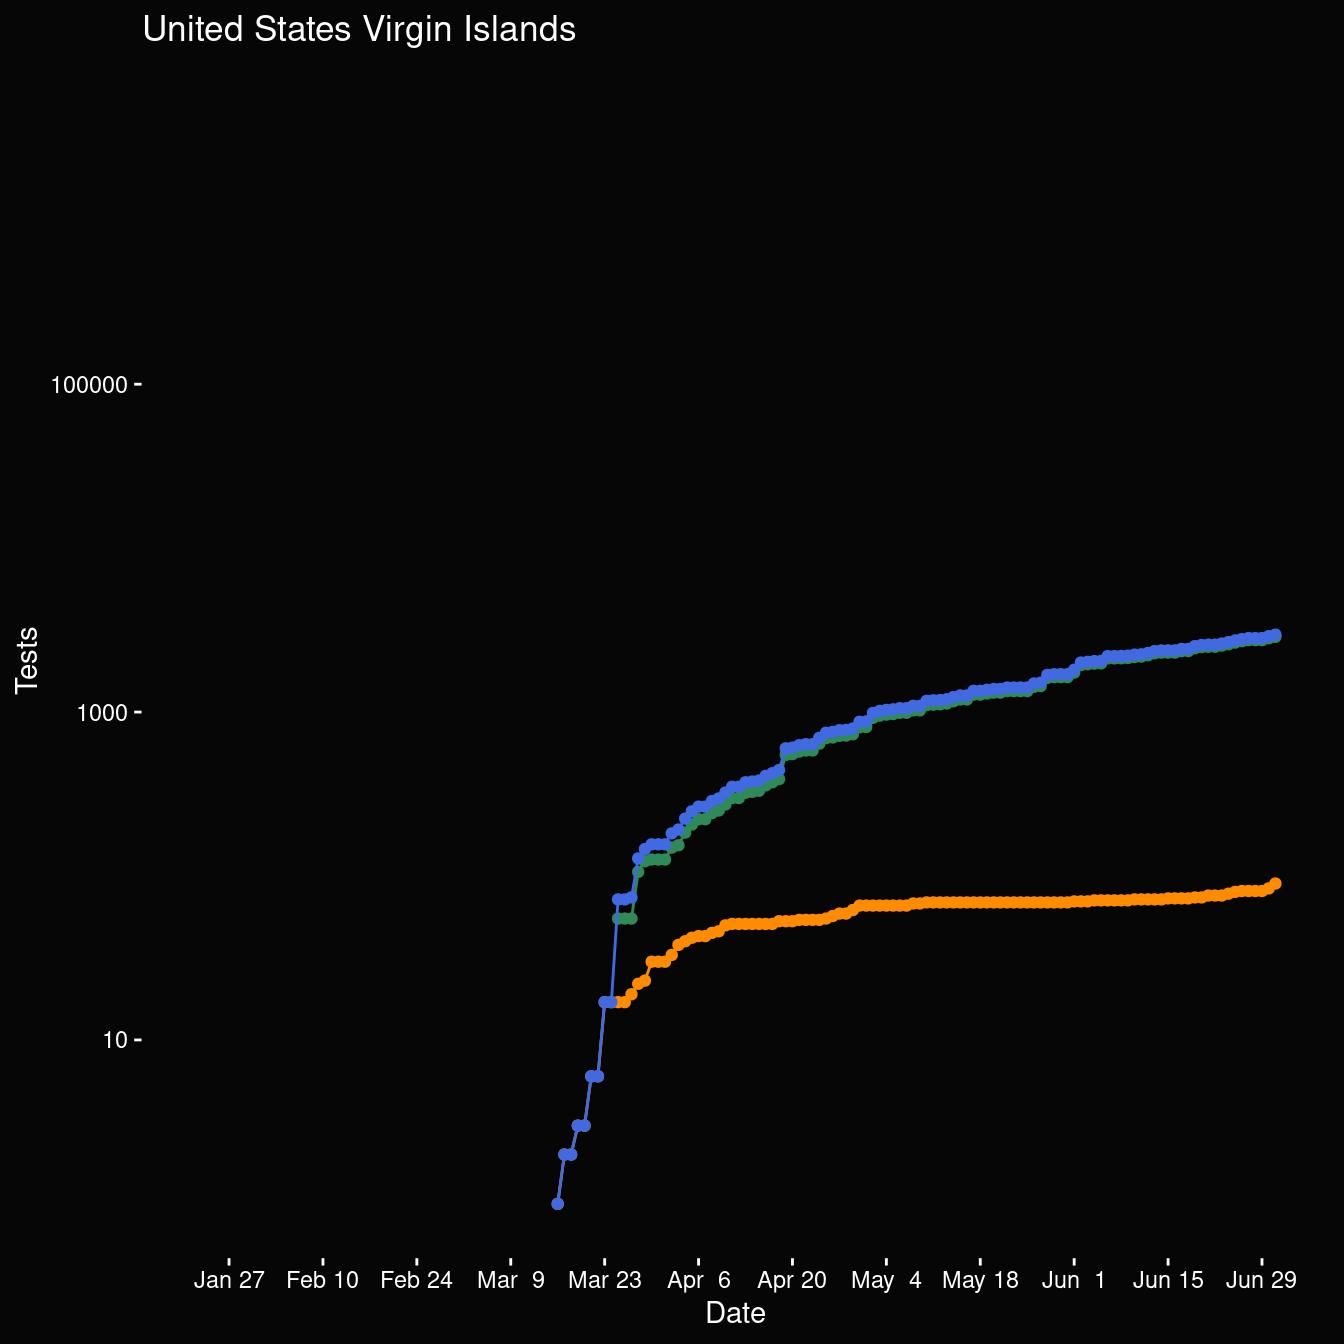 United States Virgin Islands
100000
1000
10
Tests
Jan 27 Feb 10 Feb 24 Mar 9 Mar 23 Apr 6 Apr 20 May 4 May 18 Jun 1 Jun 15 Jun 29
Date